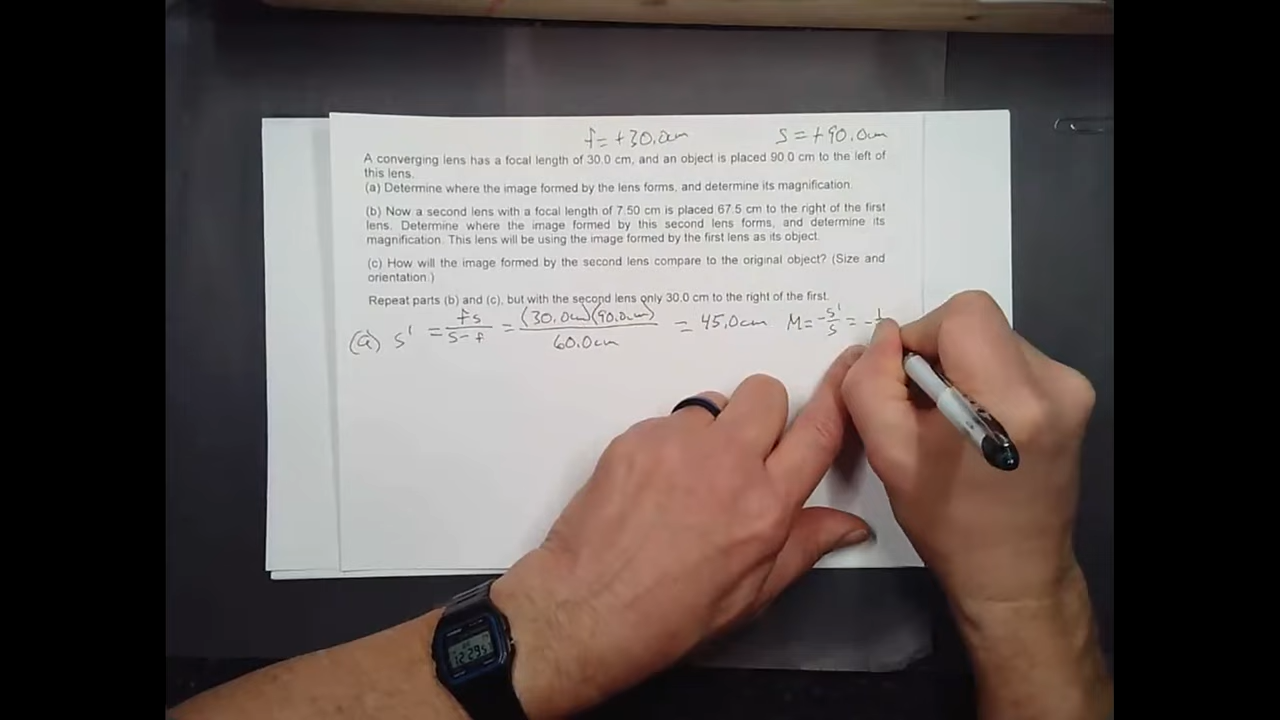 f = +30.0cm s = +90.0cm
A converging lens has a focal length of 30.0 cm, and an object is placed 90.0 cm to the left of
this lens.
(a) Determine where the image formed by the lens forms, and determine its magnification.
(b) Now a second lens with a focal length of 7.50 cm is placed 67.5 cm to the right of the first
lens. Determine where the image formed by this second lens forms, and determine its
magnification. This lens will be using the image formed by the first lens as its object.
(c) How will the image formed by the second lens compare to the original object? (Size and
orientation.)
Repeat parts (b) and (c), but with the second lens only 30.0 cm to the right of the first.
(a) s' = fs / s-f = (30.0cm)(90.0cm) / 60.0cm = 45.0cm M = -s'/s = -1